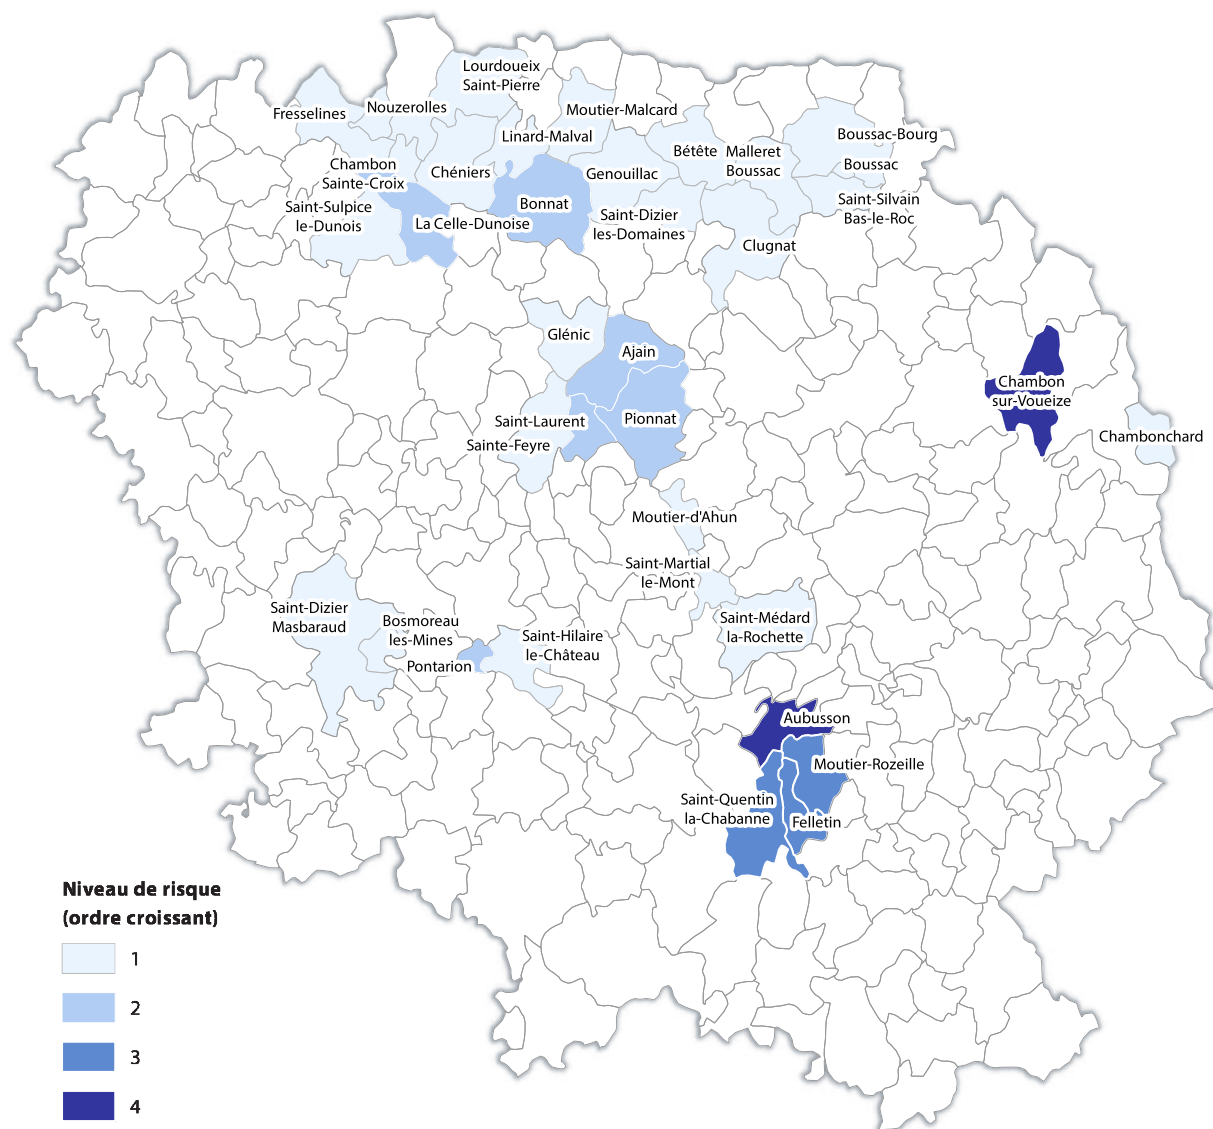 Lourdoueix
Saint-Pierre
Fresselines
Nouzerolles
Moutier-Malcard
Linard-Malval
Boussac-Bourg
Bétête
Malleret
Boussac
Boussac
Chambon
Sainte-Croix
Chéniers
Genouillac
Saint-Sulpice
le-Dunois
La Celle-Dunoise
Bonnat
Saint-Dizier
les-Domaines
Saint-Silvain
Bas-le-Roc
Clugnat
Glénic
Ajain
Chambon
sur-Voueize
Saint-Laurent
Pionnat
Sainte-Feyre
Chambonchard
Moutier-d'Ahun
Saint-Martial
le-Mont
Saint-Dizier
Masbaraud
Bosmoreau
les-Mines
Pontarion
Saint-Hilaire
le-Château
Saint-Médard
la-Rochette
Aubusson
Moutier-Rozeille
Saint-Quentin
la-Chabanne
Felletin
Niveau de risque
(ordre croissant)
1
2
3
4